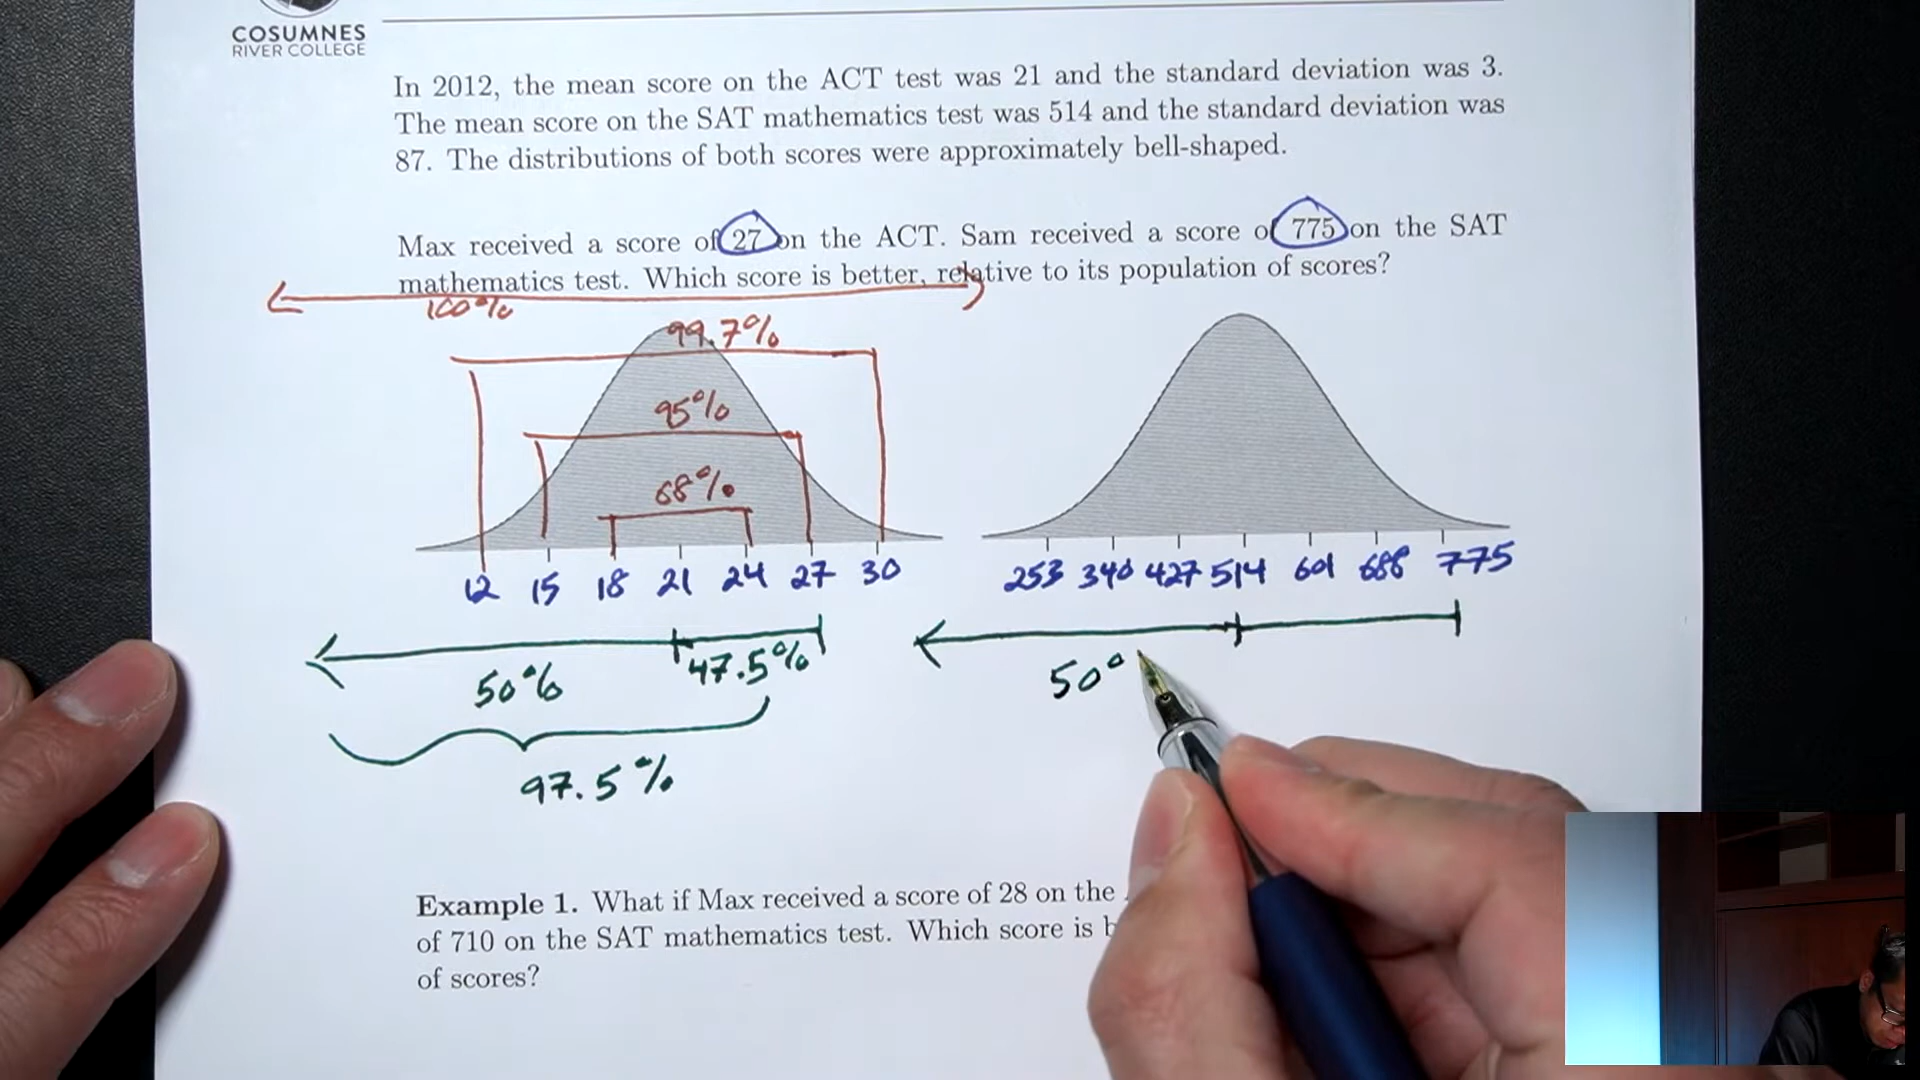 COSUMNES
RIVER COLLEGE
In 2012, the mean score on the ACT test was 21 and the standard deviation was 3.
The mean score on the SAT mathematics test was 514 and the standard deviation was
87. The distributions of both scores were approximately bell-shaped.
Max received a score of 27 on the ACT. Sam received a score of 775 on the SAT
mathematics test. Which score is better, relative to its population of scores?
100%
99.7%
95%
68%
12 15 18 21 24 27 30
253 340 427 514 601 688 775
50% 47.5%
50°
97.5%
Example 1. What if Max received a score of 28 on the
of 710 on the SAT mathematics test. Which score is
of scores?